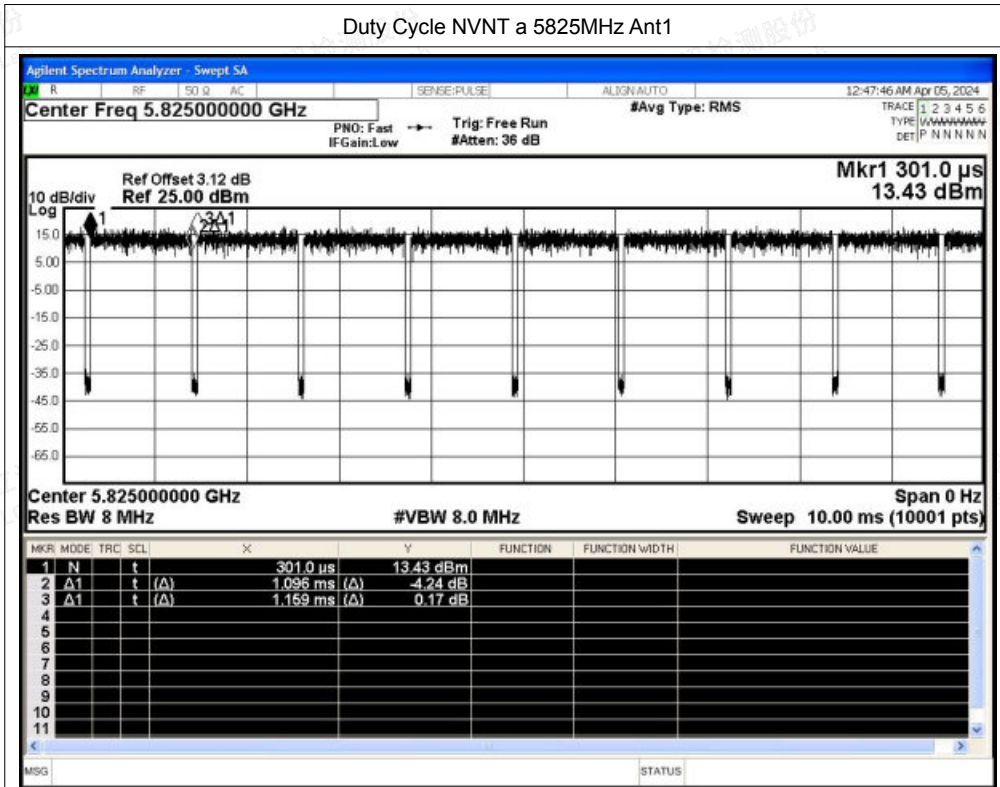 Duty Cycle NVNT a 5825MHz Ant1
Agilent Spectrum Analyzer - Swept SA
R RF 50 Ω AC SENSE:PULSE ALIGNAUTO 12:47:46 AM Apr 05, 2024
Center Freq 5.825000000 GHz #Avg Type: RMS TRACE 1 2 3 4 5 6
PNO: Fast Trig: Free Run TYPE
IFGain:Low #Atten: 36 dB DET P N N N N N
Mkr1 301.0 µs
Ref Offset 3.12 dB
10 dB/div Ref 25.00 dBm 13.43 dBm
Log
1 3Δ1
2Δ1
15.0
5.00
-5.00
-15.0
-25.0
-35.0
-45.0
-55.0
-65.0
Center 5.825000000 GHz Span 0 Hz
Res BW 8 MHz #VBW 8.0 MHz Sweep 10.00 ms (10001 pts)
MKR MODE TRC SCL X Y FUNCTION FUNCTION WIDTH FUNCTION VALUE
1 N t 301.0 µs 13.43 dBm
2 Δ1 t (Δ) 1.096 ms (Δ) -4.24 dB
3 Δ1 t (Δ) 1.159 ms (Δ) 0.17 dB
4
5
6
7
8
9
10
11
MSG STATUS